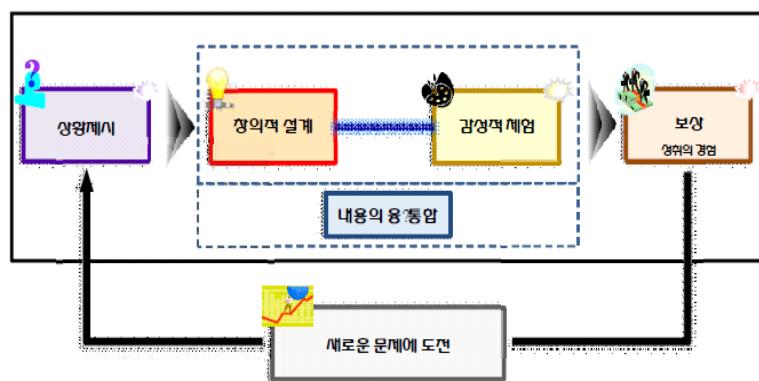 상황제시
창의적 설계
감성적 체험
보상
성취의 경험
내용의 융·통합
새로운 문제에 도전